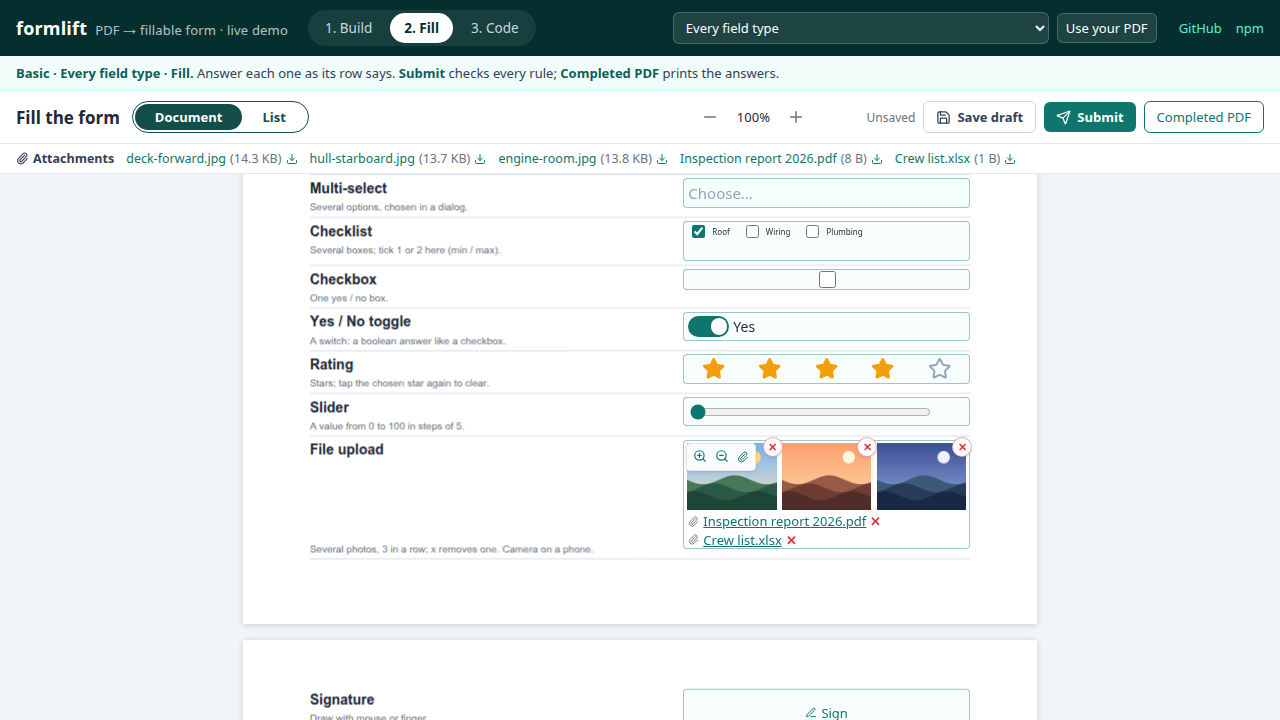 formlift PDF → fillable form · live demo 1. Build 2. Fill 3. Code Every field type Use your PDF GitHub npm
Basic · Every field type · Fill. Answer each one as its row says. Submit checks every rule; Completed PDF prints the answers.
Fill the form Document List 100% Unsaved Save draft Submit Completed PDF
Attachments deck-forward.jpg (14.3 KB) hull-starboard.jpg (13.7 KB) engine-room.jpg (13.8 KB) Inspection report 2026.pdf (8 B) Crew list.xlsx (1 B)
Multi-select Choose...
Several options, chosen in a dialog.
Checklist Roof Wiring Plumbing
Several boxes; tick 1 or 2 here (min / max).
Checkbox
One yes / no box.
Yes / No toggle Yes
A switch: a boolean answer like a checkbox.
Rating
Stars; tap the chosen star again to clear.
Slider
A value from 0 to 100 in steps of 5.
File upload
Inspection report 2026.pdf
Crew list.xlsx
Several photos, 3 in a row; x removes one. Camera on a phone.
Signature
Sign
Draw with mouse or finger.